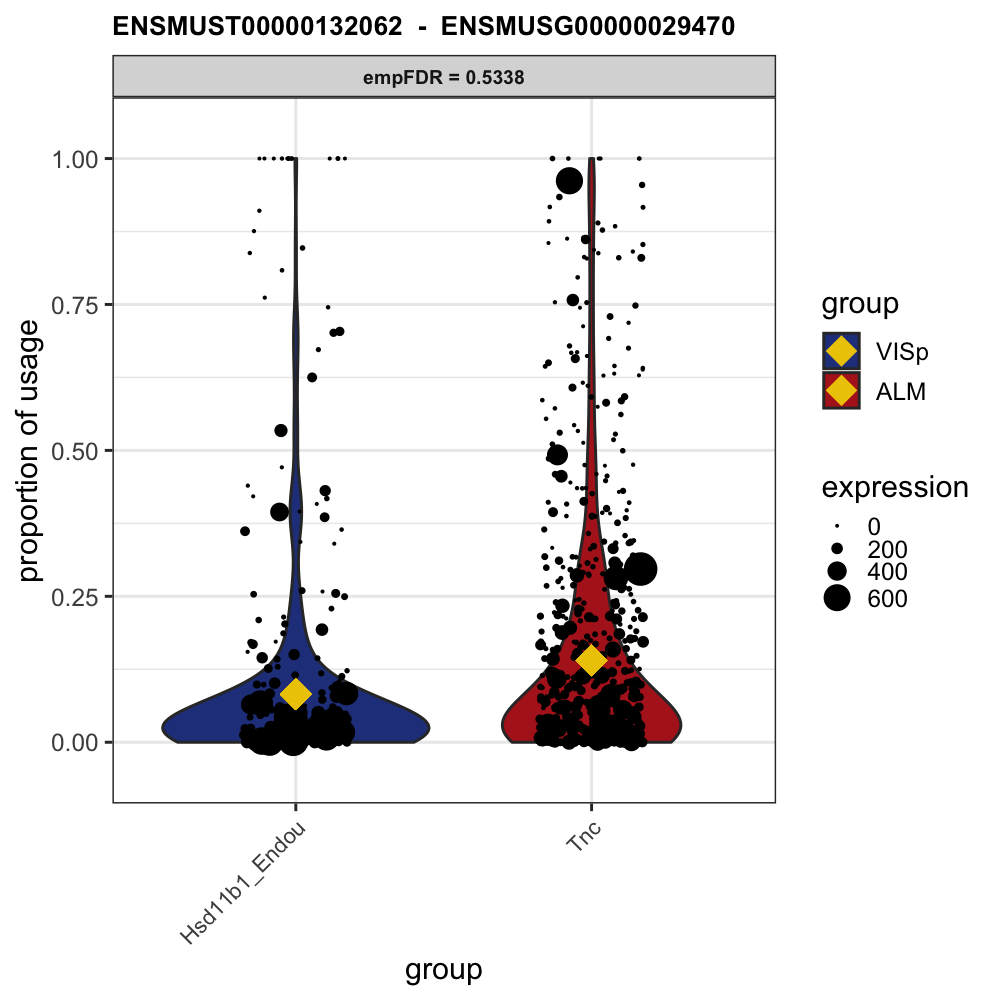 ENSMUST00000132062 - ENSMUSG00000029470
empFDR = 0.5338
proportion of usage
1.00
0.75
0.50
0.25
0.00
Hsd11b1_Endou
Tnc
group
group
VISp
ALM
expression
0
200
400
600